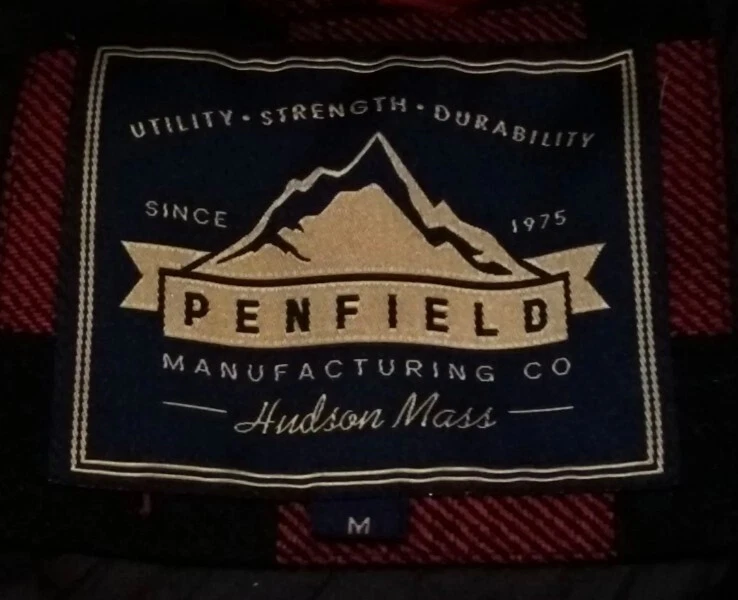 UTILITY • STRENGTH • DURABILITY
SINCE 1975
PENFIELD
MANUFACTURING CO
Hudson Mass
M